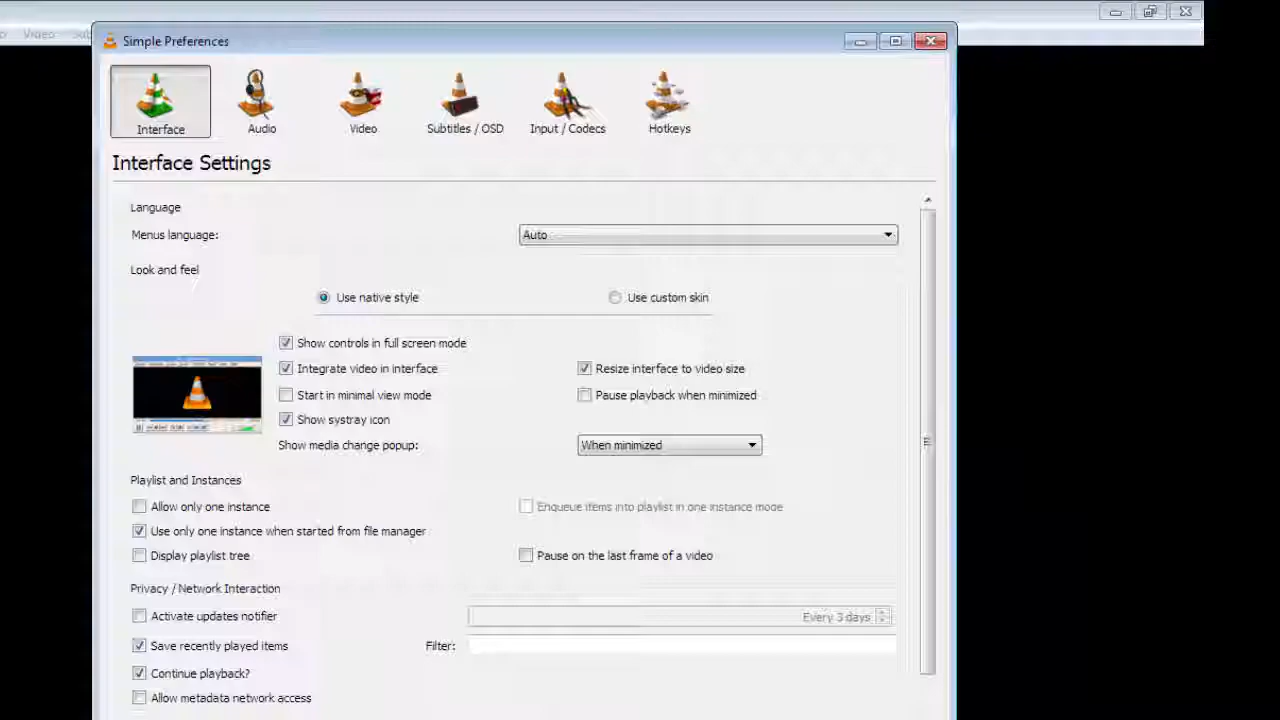 Video
Simple Preferences
Interface
Audio
Video
Subtitles / OSD
Input / Codecs
Hotkeys
Interface Settings
Language
Menus language:
Auto
Look and feel
Use native style
Use custom skin
Show controls in full screen mode
Integrate video in interface
Resize interface to video size
Start in minimal view mode
Pause playback when minimized
Show systray icon
Show media change popup:
When minimized
Playlist and Instances
Allow only one instance
Enqueue items into playlist in one instance mode
Use only one instance when started from file manager
Display playlist tree
Pause on the last frame of a video
Privacy / Network Interaction
Activate updates notifier
Every 3 days
Save recently played items
Filter:
Continue playback?
Allow metadata network access